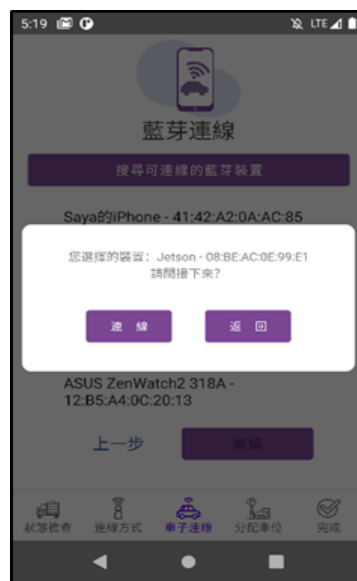 5:19
LTE
藍芽連線
搜尋可連線的藍芽裝置
Saya的iPhone - 41:42:A2:0A:AC:85
您選擇的裝置：Jetson - 08:BE:AC:0E:99:E1
請問接下來？
連線 返回
ASUS ZenWatch2 318A -
12:B5:A4:0C:20:13
上一步
狀態檢查 連線方式 車子連線 分配車位 完成